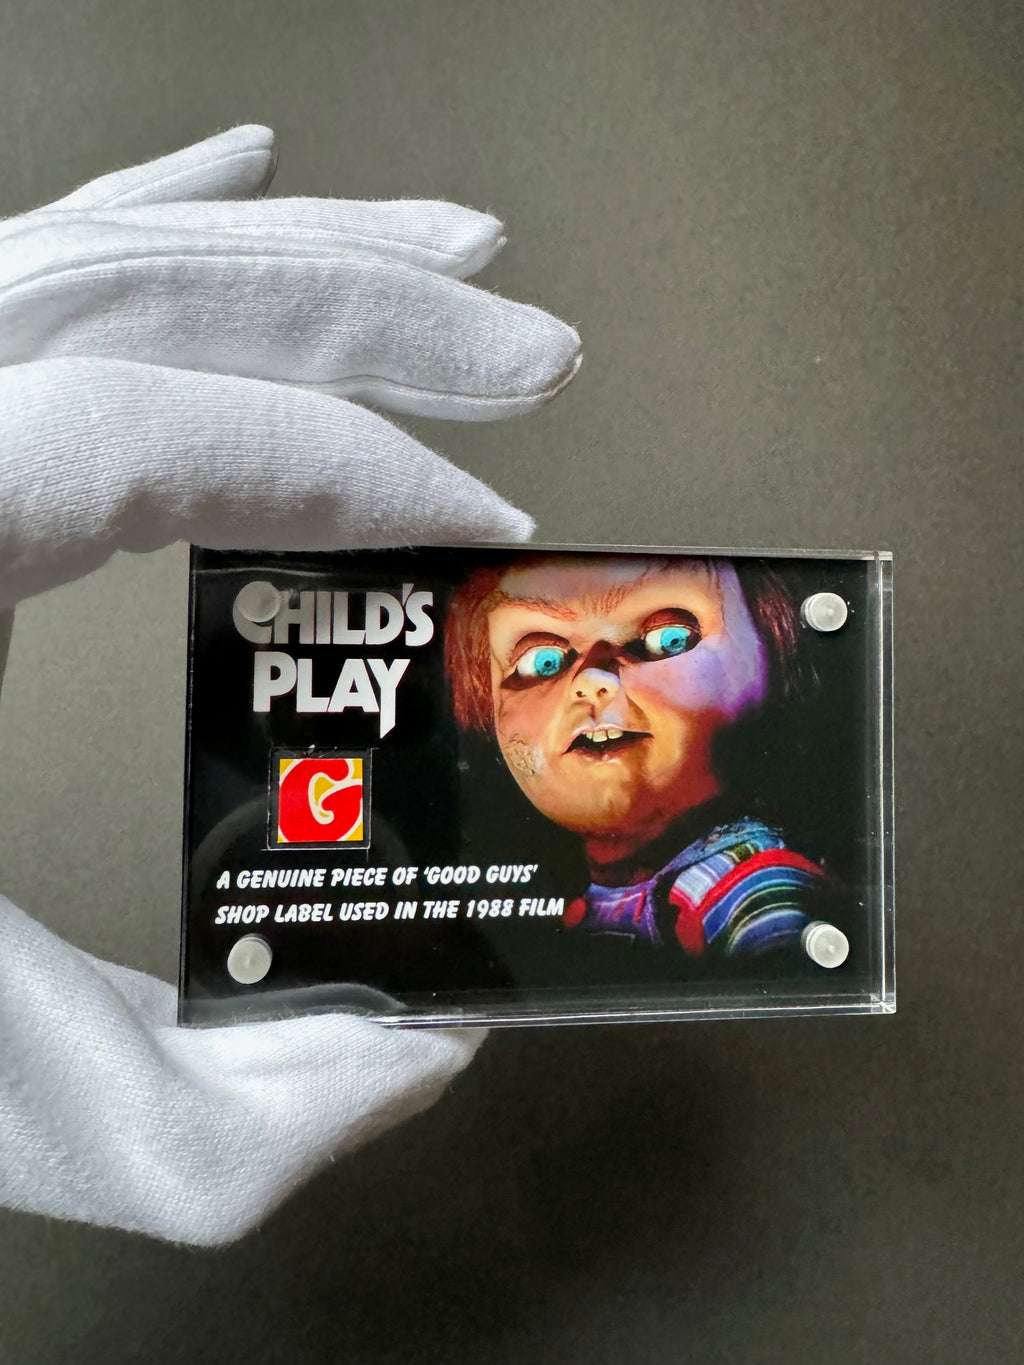 CHILD'S
PLAY
G
A GENUINE PIECE OF 'GOOD GUYS'
SHOP LABEL USED IN THE 1988 FILM